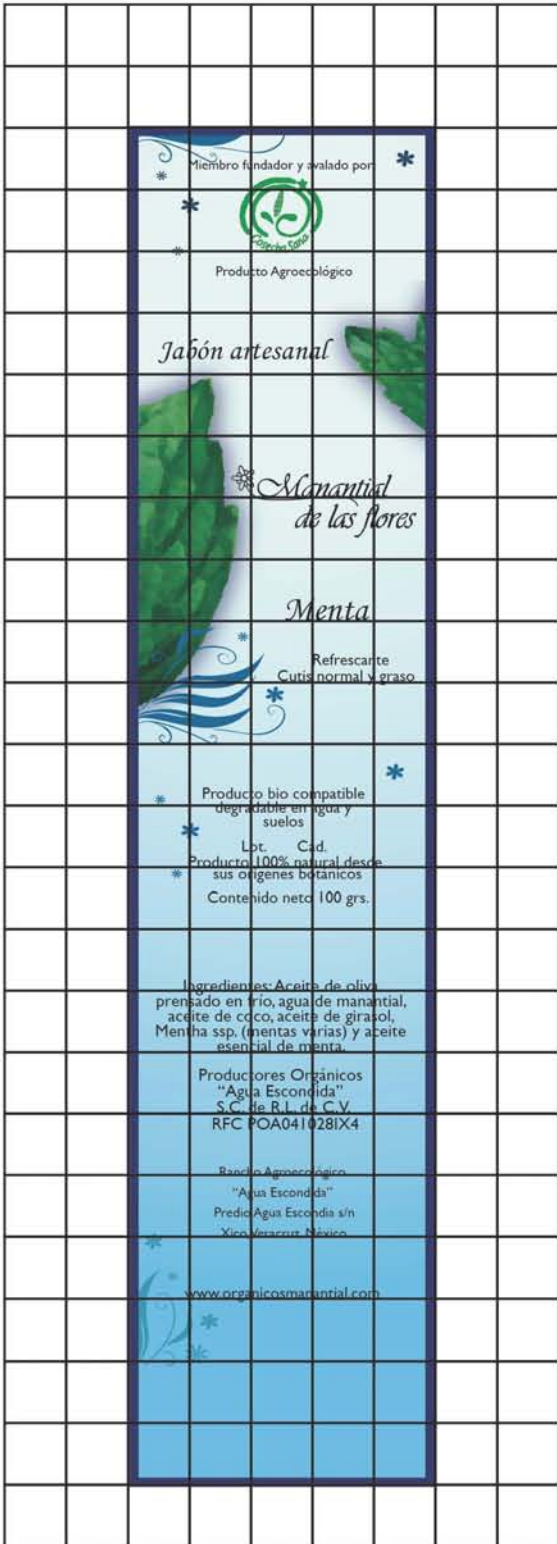 Miembro fundador y avalado por
Cosecha Sana
Producto Agroecológico
Jabón artesanal
Manantial
de las flores
Menta
Refrescante
Cutis normal y graso
Producto bio compatible
degradable en agua y
suelos
Lot. Cad.
Producto 100% natural desde
sus orígenes botánicos
Contenido neto 100 grs.
Ingredientes: Aceite de oliva
prensado en frío, agua de manantial,
aceite de coco, aceite de girasol,
Mentha ssp. (mentas varias) y aceite
esencial de menta.
Productores Orgánicos
“Agua Escondida”
S.C. de R.L. de C.V.
RFC POA041028IX4
Rancho Agroecológico
“Agua Escondida”
Predio Agua Escondia s/n
Xico, Veracruz, México
www.organicosmanantial.com